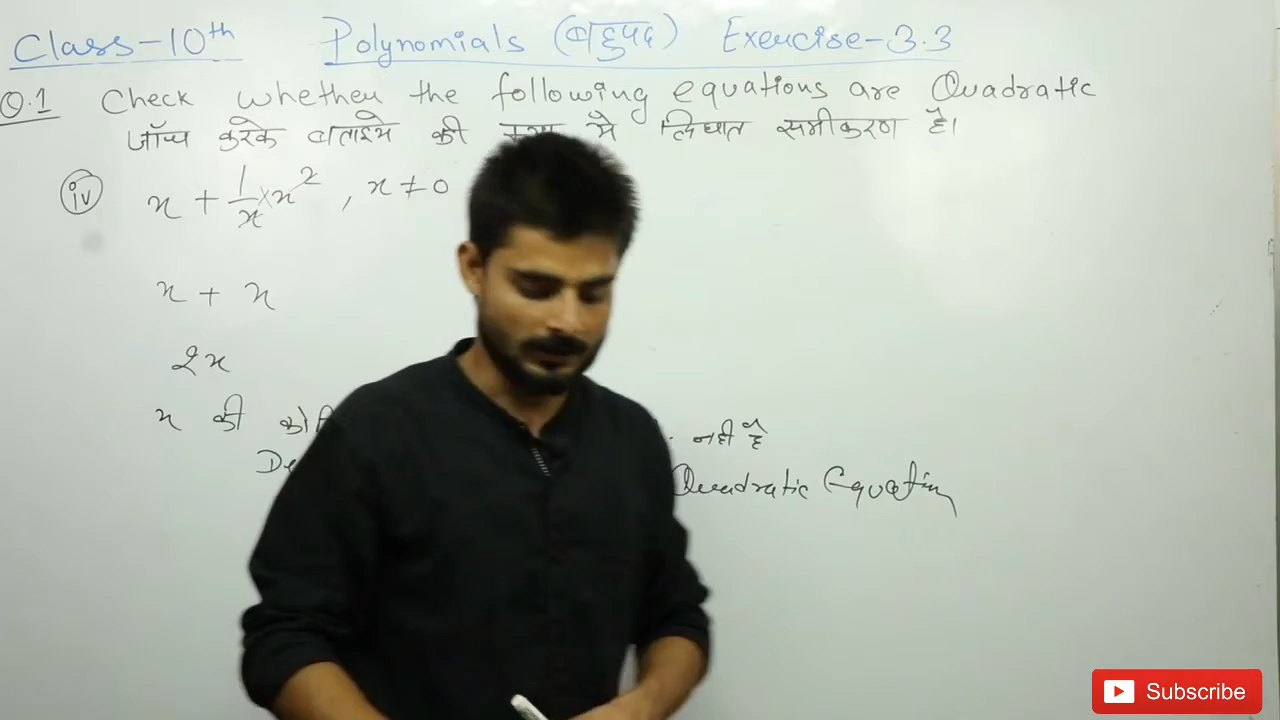 Class-10th Polynomials (बहुपद) Exercise-3.3
Q.1 Check whether the following equations are Quadratic
जाँच करके बताइये की में द्विघात समीकरण है।
iv x + 1/x × x², x ≠ 0
x + x
2x
x की नहीं है
Quadratic Equation
Subscribe